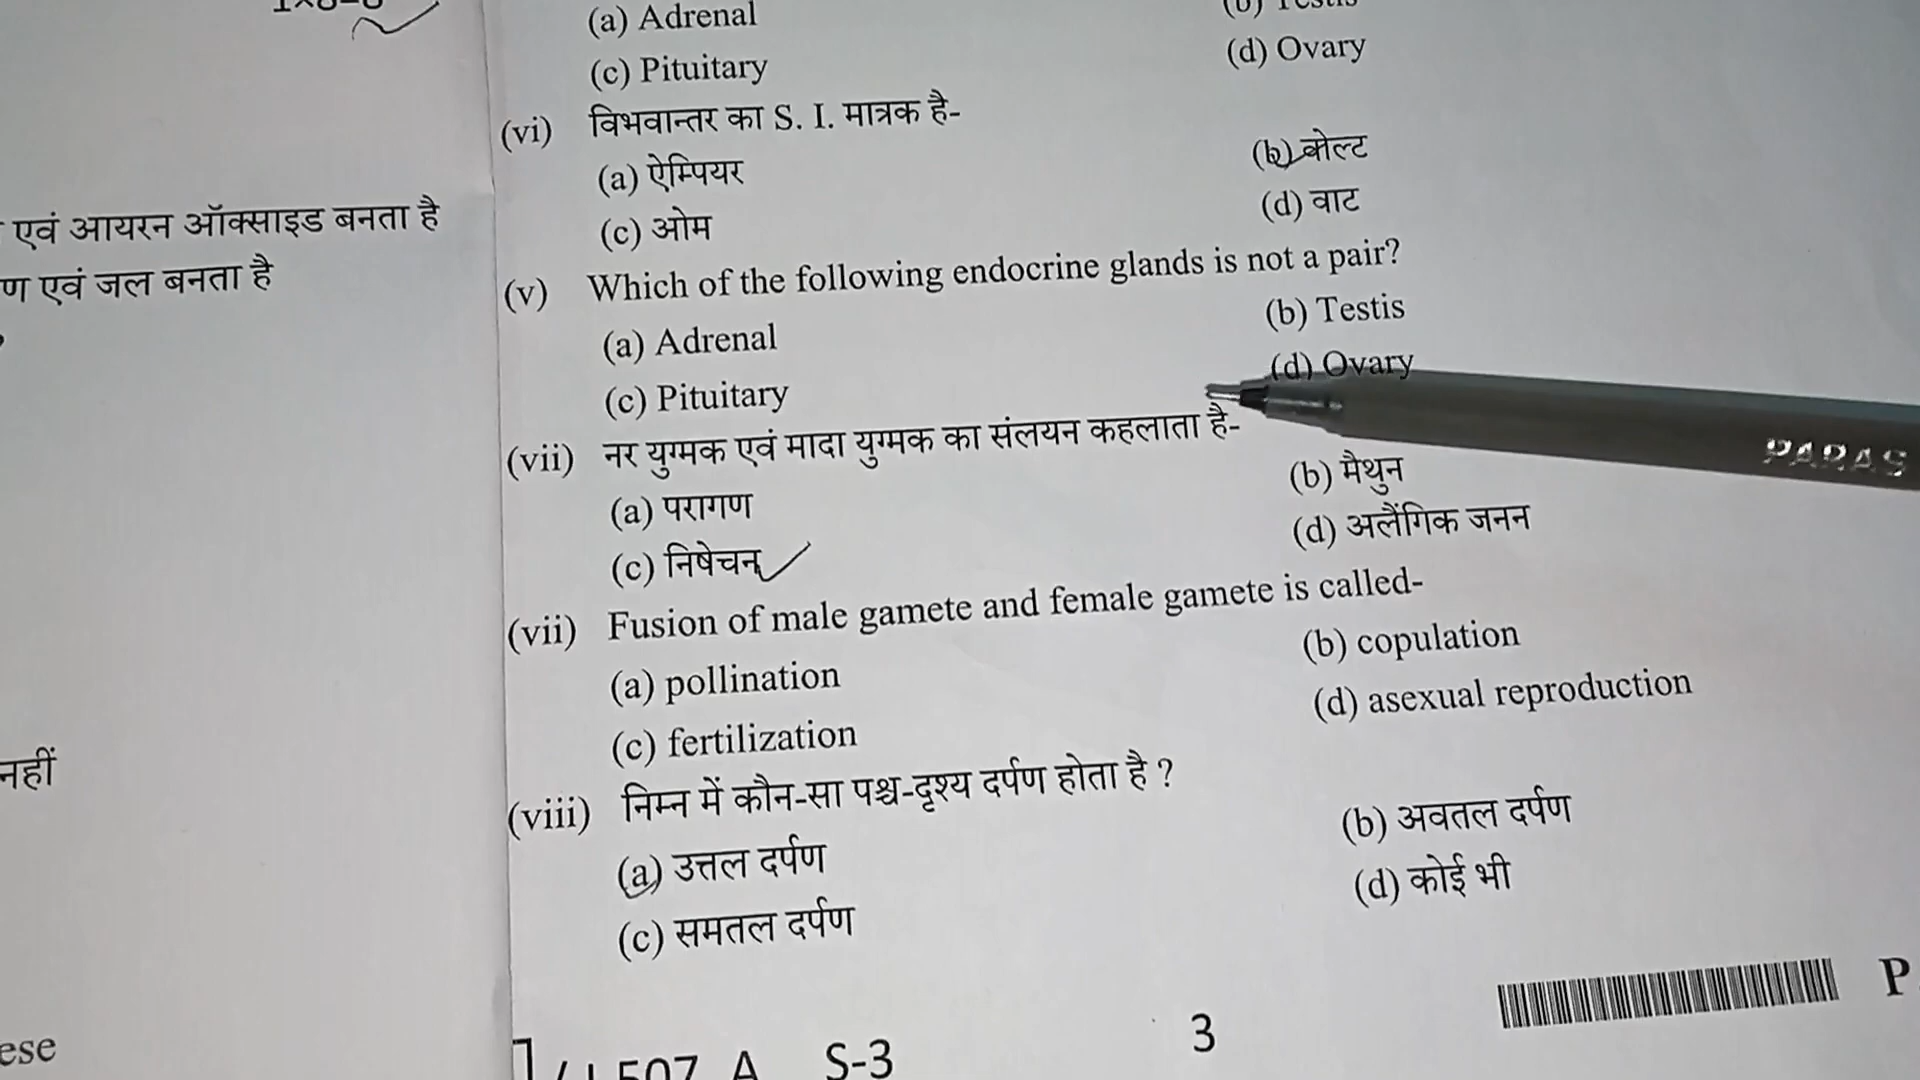 एवं आयरन ऑक्साइड बनता है
ण एवं जल बनता है
नहीं
ese
(a) Adrenal
(c) Pituitary
(d) Ovary
(vi) विभवान्तर का S. I. मात्रक है-
(a) ऐम्पियर
(b) वोल्ट
(c) ओम
(d) वाट
(v) Which of the following endocrine glands is not a pair?
(a) Adrenal
(b) Testis
(c) Pituitary
(d) Ovary
(vii) नर युग्मक एवं मादा युग्मक का संलयन कहलाता है-
(a) परागण
(b) मैथुन
(c) निषेचन
(d) अलैंगिक जनन
(vii) Fusion of male gamete and female gamete is called-
(a) pollination
(b) copulation
(c) fertilization
(d) asexual reproduction
(viii) निम्न में कौन-सा पश्च-दृश्य दर्पण होता है ?
(a) उत्तल दर्पण
(b) अवतल दर्पण
(c) समतल दर्पण
(d) कोई भी
S-3
3
P
PARAS